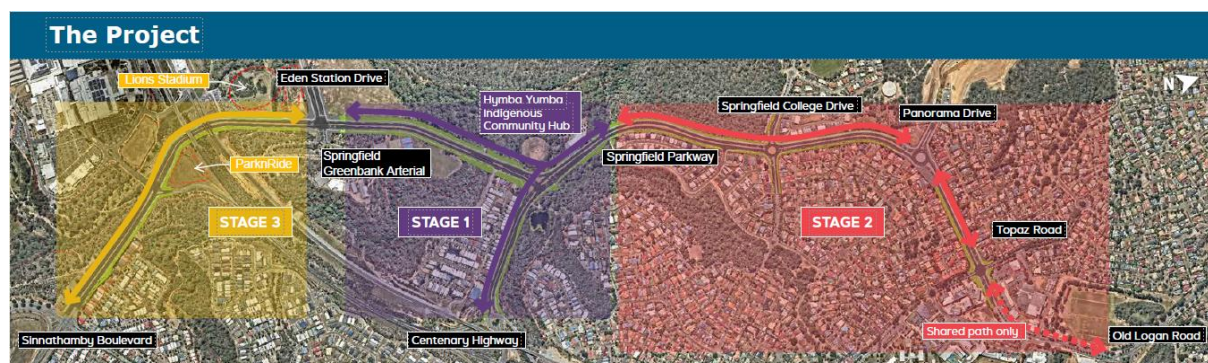 The Project
Lions Stadium
Eden Station Drive
Hymba Yumba
Indigenous
Community Hub
Springfield College Drive
Panorama Drive
N
ParknRide
Springfield
Greenbank Arterial
Springfield Parkway
STAGE 3
STAGE 1
STAGE 2
Topaz Road
Shared path only
Sinnathamby Boulevard
Centenary Highway
Old Logan Road